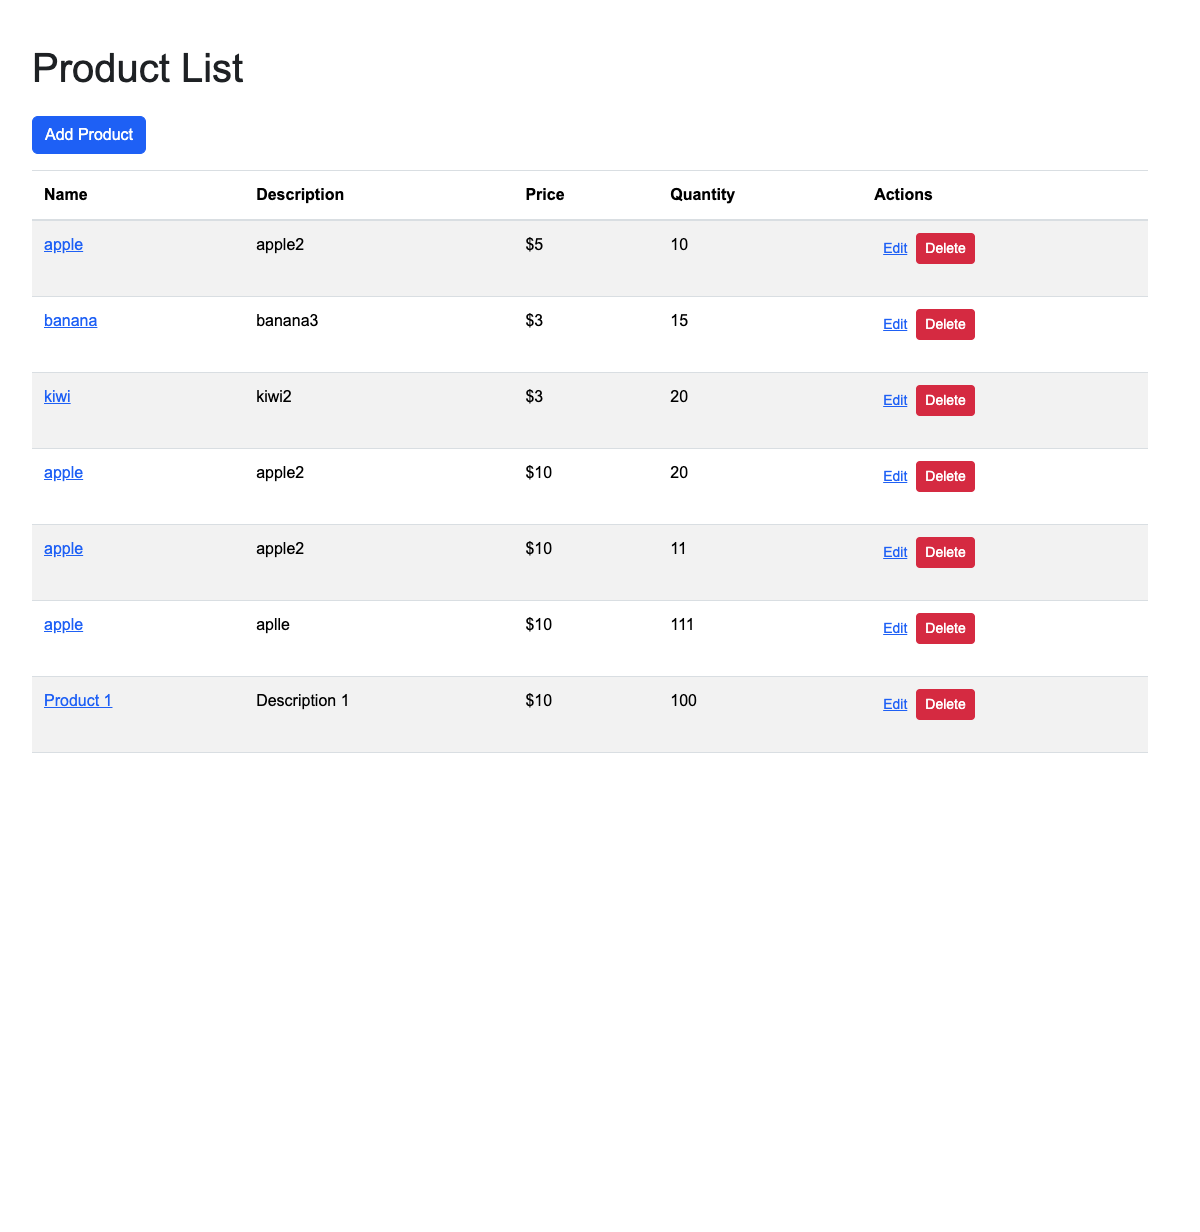 Product List
Add Product
Name Description Price Quantity Actions
apple apple2 $5 10 Edit Delete
banana banana3 $3 15 Edit Delete
kiwi kiwi2 $3 20 Edit Delete
apple apple2 $10 20 Edit Delete
apple apple2 $10 11 Edit Delete
apple aplle $10 111 Edit Delete
Product 1 Description 1 $10 100 Edit Delete